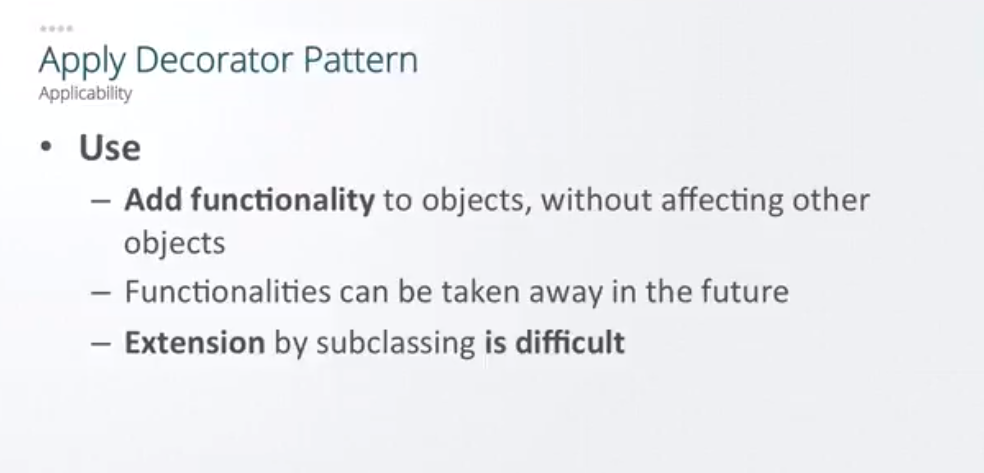 Apply Decorator Pattern
Applicability
• Use
– Add functionality to objects, without affecting other
objects
– Functionalities can be taken away in the future
– Extension by subclassing is difficult